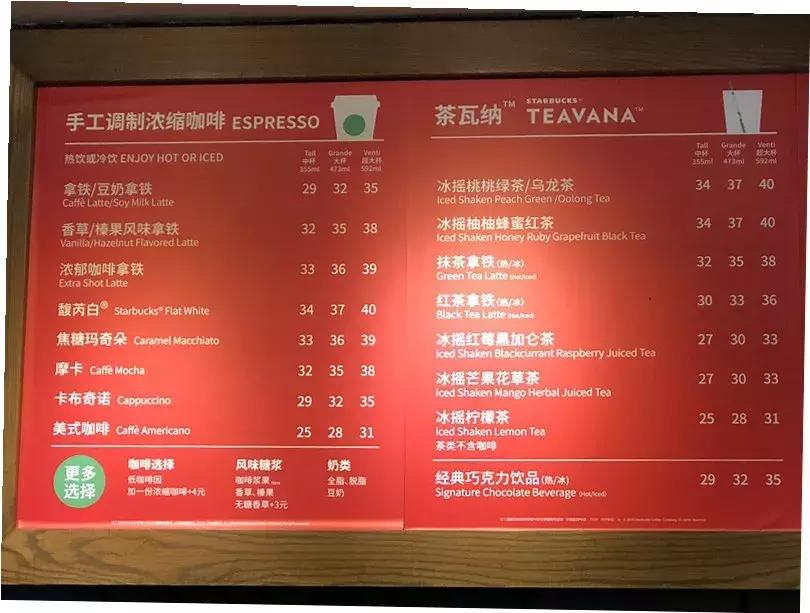 手工调制浓缩咖啡 ESPRESSO
热饮或冷饮 ENJOY HOT OR ICED
Tall Grande Venti
中杯 大杯 超大杯
355ml 473ml 592ml
拿铁/豆奶拿铁 29 32 35
Caffè Latte/Soy Milk Latte
香草/榛果风味拿铁 32 35 38
Vanilla/Hazelnut Flavored Latte
浓郁咖啡拿铁 33 36 39
Extra Shot Latte
馥芮白® Starbucks® Flat White 34 37 40
焦糖玛奇朵 Caramel Macchiato 33 36 39
摩卡 Caffè Mocha 32 35 38
卡布奇诺 Cappuccino 29 32 35
美式咖啡 Caffè Americano 25 28 31
更多
选择
咖啡选择
低咖啡因
加一份浓缩咖啡+4元
风味糖浆
咖啡浆果
香草、榛果
无糖香草+3元
奶类
全脂、脱脂
豆奶
茶瓦纳™ STARBUCKS® TEAVANA™
Tall Grande Venti
中杯 大杯 超大杯
355ml 473ml 592ml
冰摇桃桃绿茶/乌龙茶 34 37 40
Iced Shaken Peach Green /Oolong Tea
冰摇柚柚蜂蜜红茶 34 37 40
Iced Shaken Honey Ruby Grapefruit Black Tea
抹茶拿铁(热/冰) 32 35 38
Green Tea Latte (Hot/Iced)
红茶拿铁(热/冰) 30 33 36
Black Tea Latte (Hot/Iced)
冰摇红莓黑加仑茶 27 30 33
Iced Shaken Blackcurrant Raspberry Juiced Tea
冰摇芒果花草茶 27 30 33
Iced Shaken Mango Herbal Juiced Tea
冰摇柠檬茶 25 28 31
Iced Shaken Lemon Tea
茶类不含咖啡
经典巧克力饮品(热/冰) 29 32 35
Signature Chocolate Beverage (Hot/Iced)